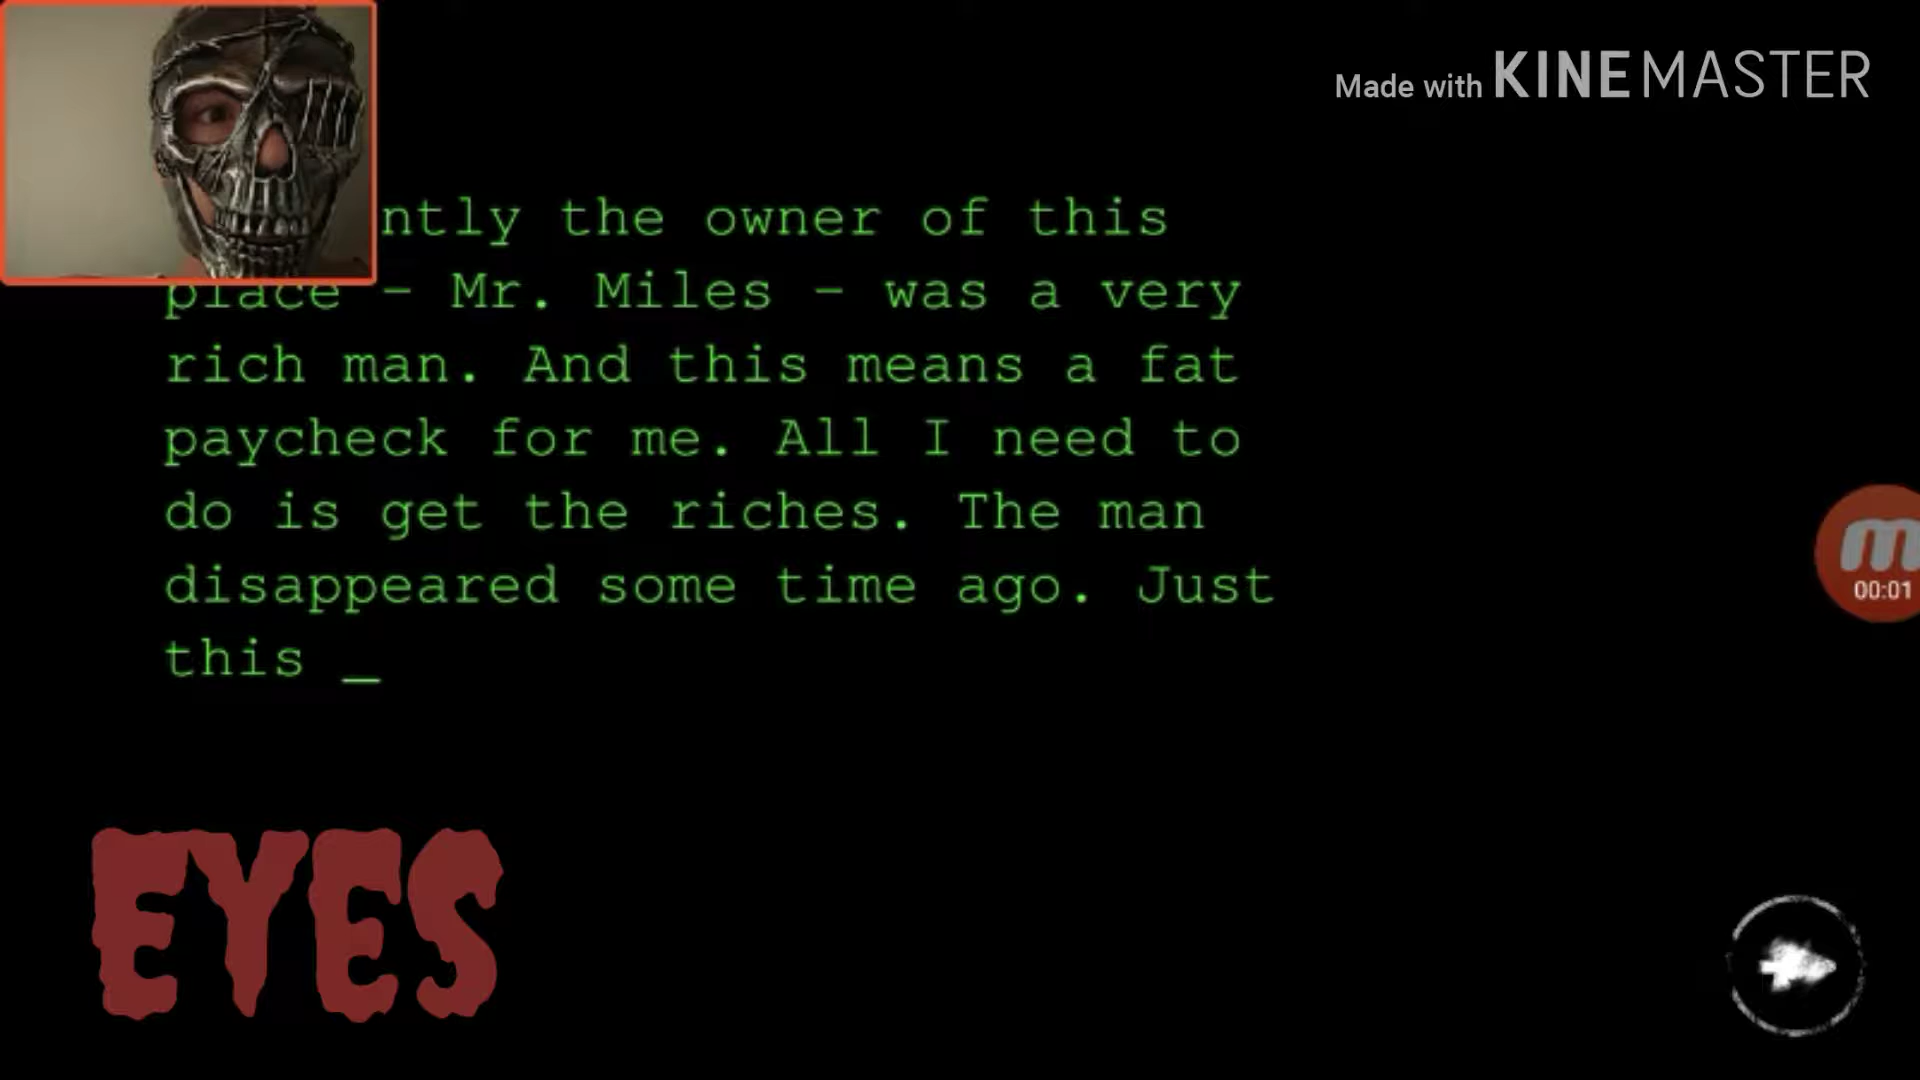 Made with KINEMASTER
ntly the owner of this
place - Mr. Miles - was a very
rich man. And this means a fat
paycheck for me. All I need to
do is get the riches. The man
disappeared some time ago. Just
this _
m
00:01
EYES